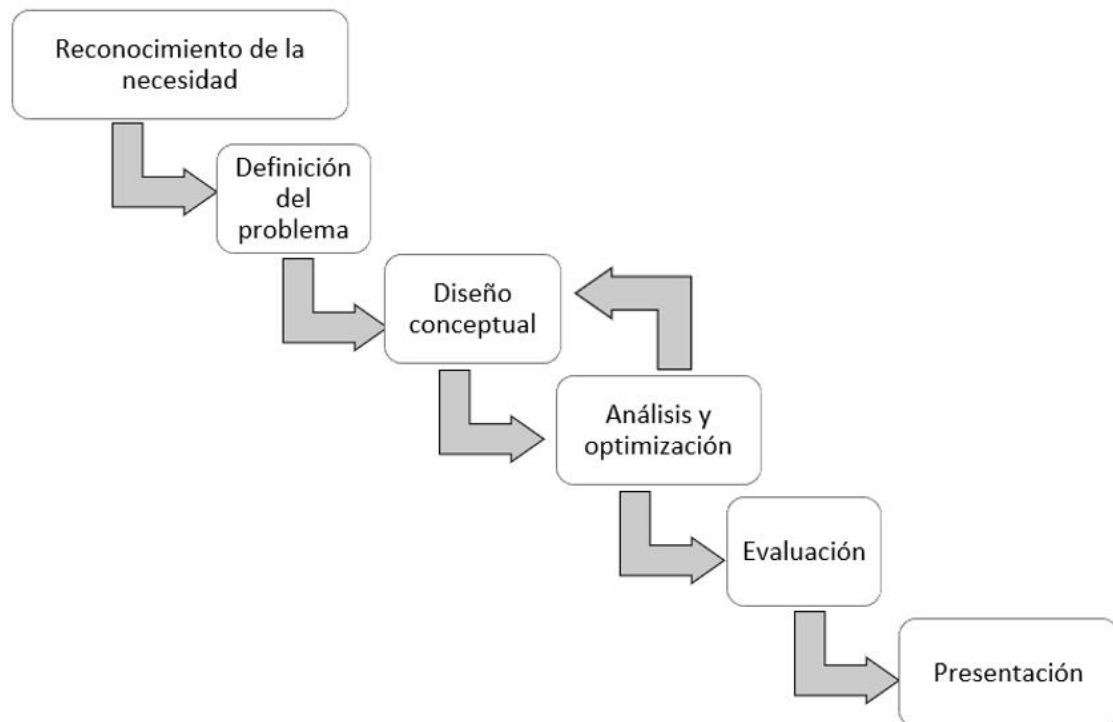 Reconocimiento de la
necesidad
Definición
del
problema
Diseño
conceptual
Análisis y
optimización
Evaluación
Presentación